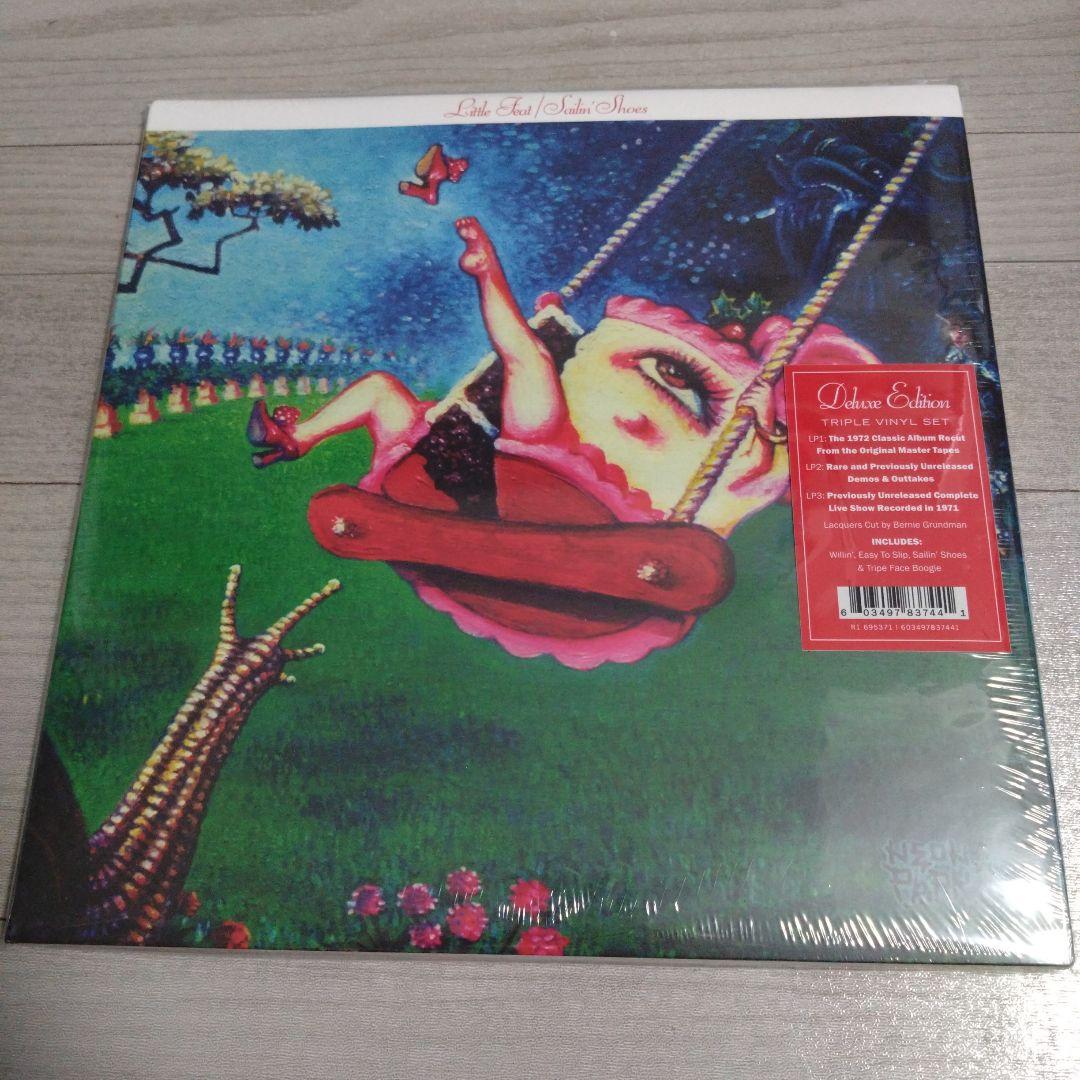 Little Feat / Sailin' Shoes
Deluxe Edition
TRIPLE VINYL SET
LP1: The 1972 Classic Album Recut
From the Original Master Tapes
LP2: Rare and Previously Unreleased
Demos & Outtakes
LP3: Previously Unreleased Complete
Live Show Recorded in 1971
Lacquers Cut by Bernie Grundman
INCLUDES:
Willin', Easy To Slip, Sailin' Shoes
& Tripe Face Boogie
6 03497 83744 1
R1 695371 | 603497837441
NEON
PARK